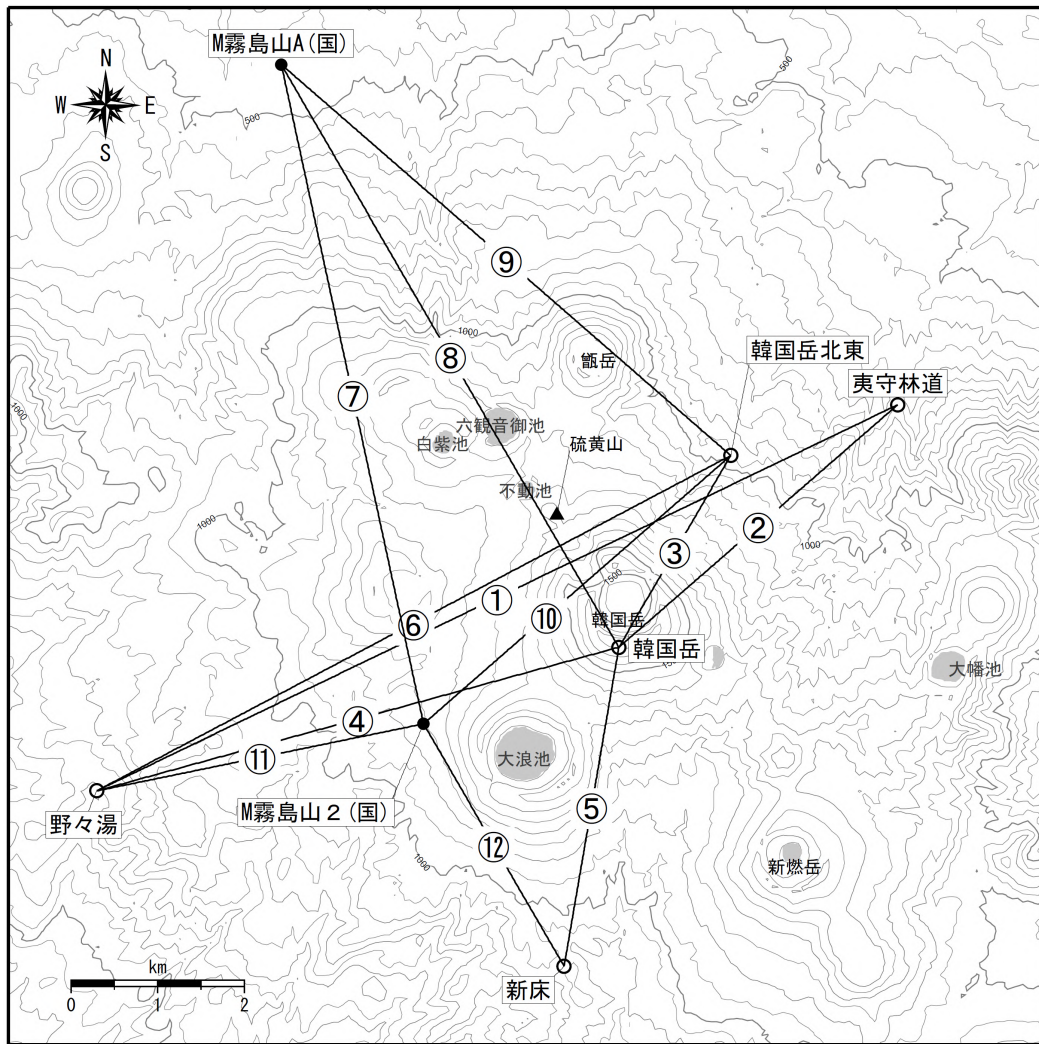 M霧島山A(国)
N
W
E
S
500
500
⑨
1000
⑧
甑岳
韓国岳北東
夷守林道
1000
⑦
六観音御池
白紫池
硫黄山
不動池
1000
②
③
1000
1500
①
⑩
⑥
韓国岳
韓国岳
大幡池
④
⑪
大浪池
野々湯
M霧島山2(国)
⑤
⑫
1000
新燃岳
km
0
1
2
新床